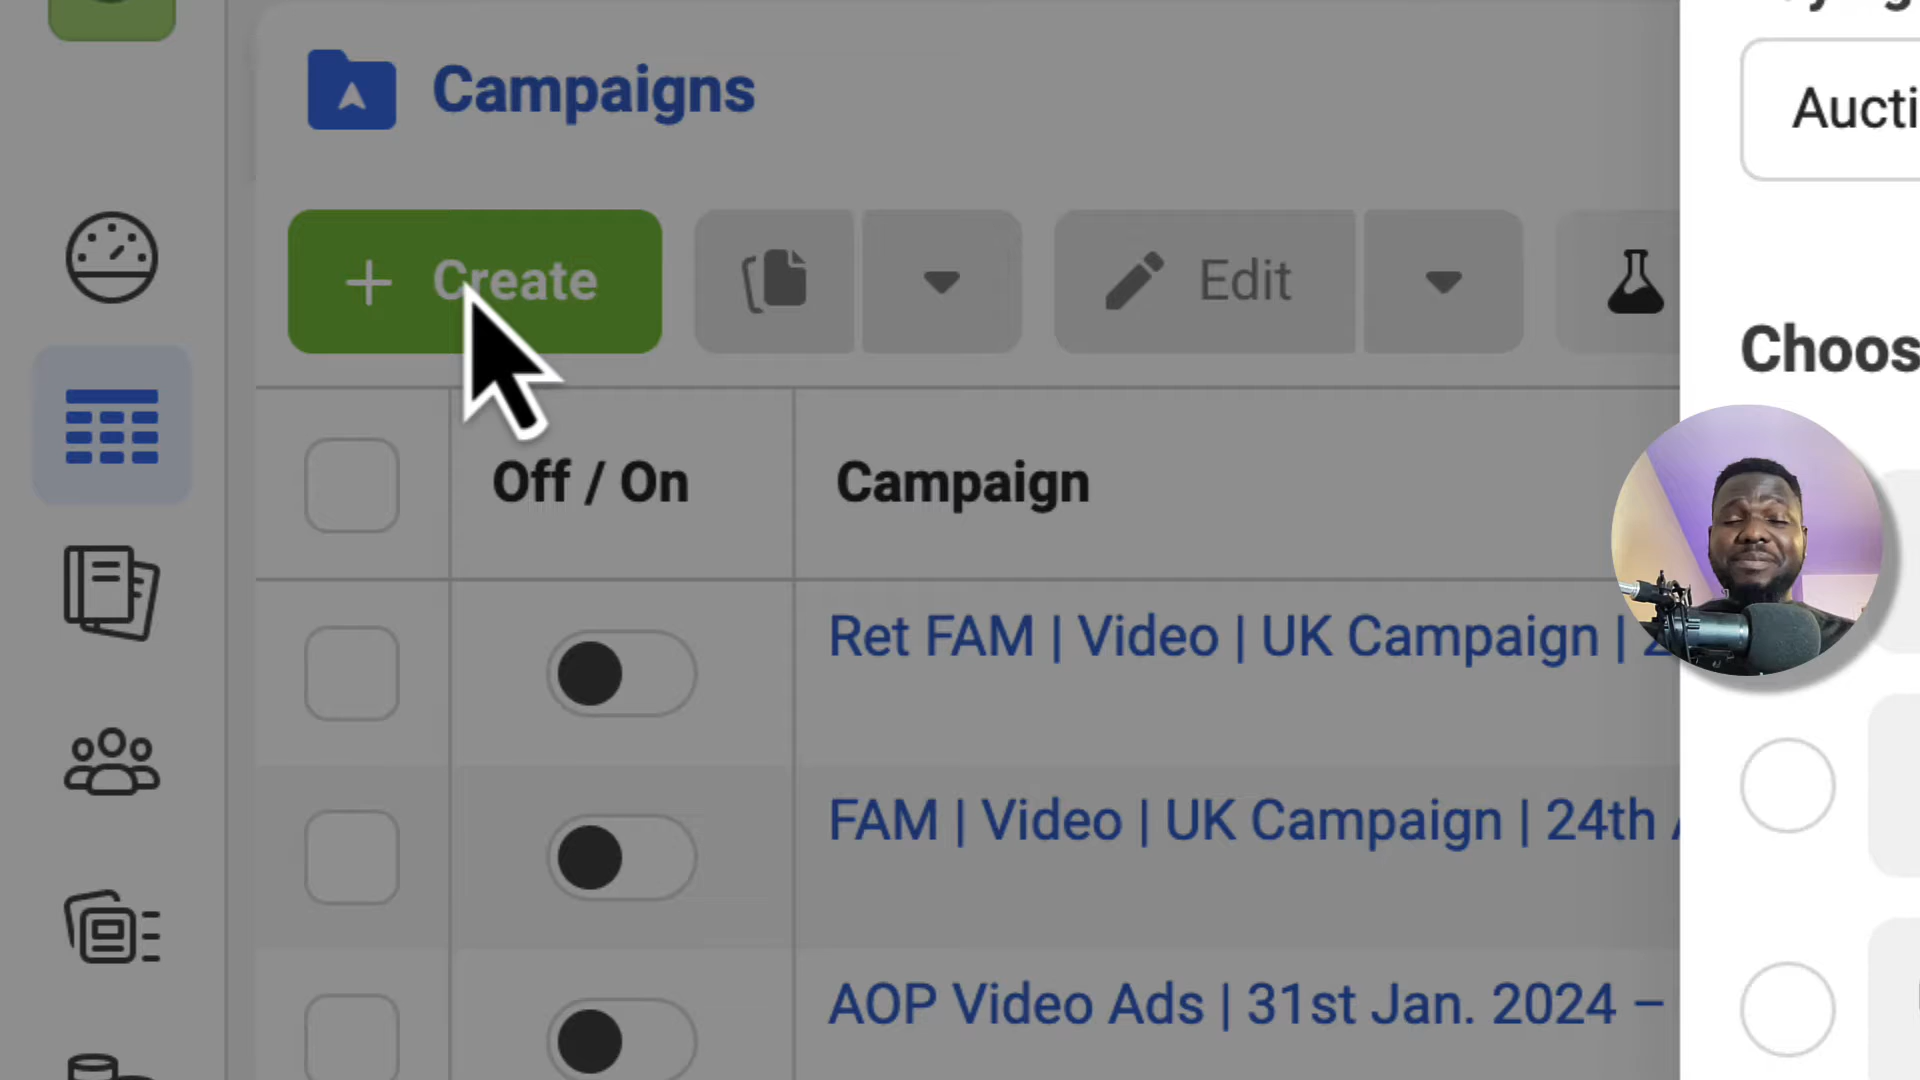 Campaigns
Create
Edit
Off / On
Campaign
Ret FAM | Video | UK Campaign |
FAM | Video | UK Campaign | 24th
AOP Video Ads | 31st Jan. 2024 –
Aucti
Choos